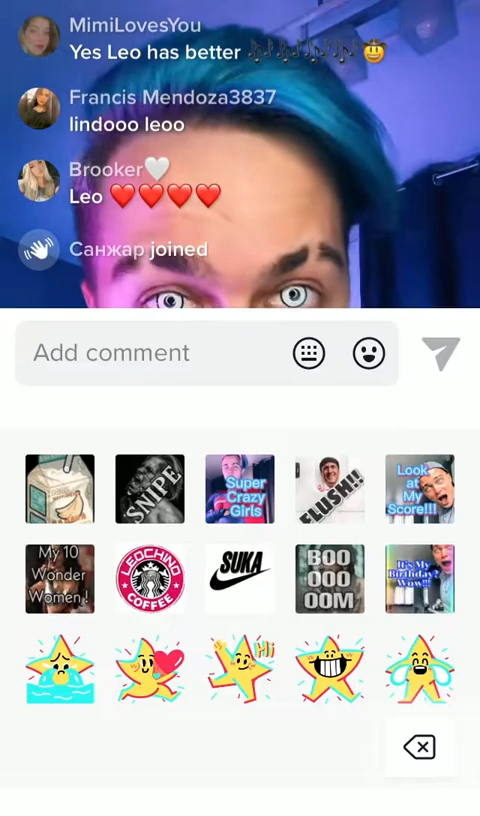 MimiLovesYou
Yes Leo has better 🎶🎶🎶🎶🎶🤠
Francis Mendoza3837
lindooo leoo
Brooker🤍
Leo ❤️❤️❤️❤️
Санжар joined
Add comment
SNIPE
Super
Crazy
Girls
FLUSH!!
Look
at
My
Score!!!
My 10
Wonder
Women!
LEOCHINO
COFFEE
SUKA
BOO
OOO
OOM
It's My
Birthday?
Wow!!!
Hi